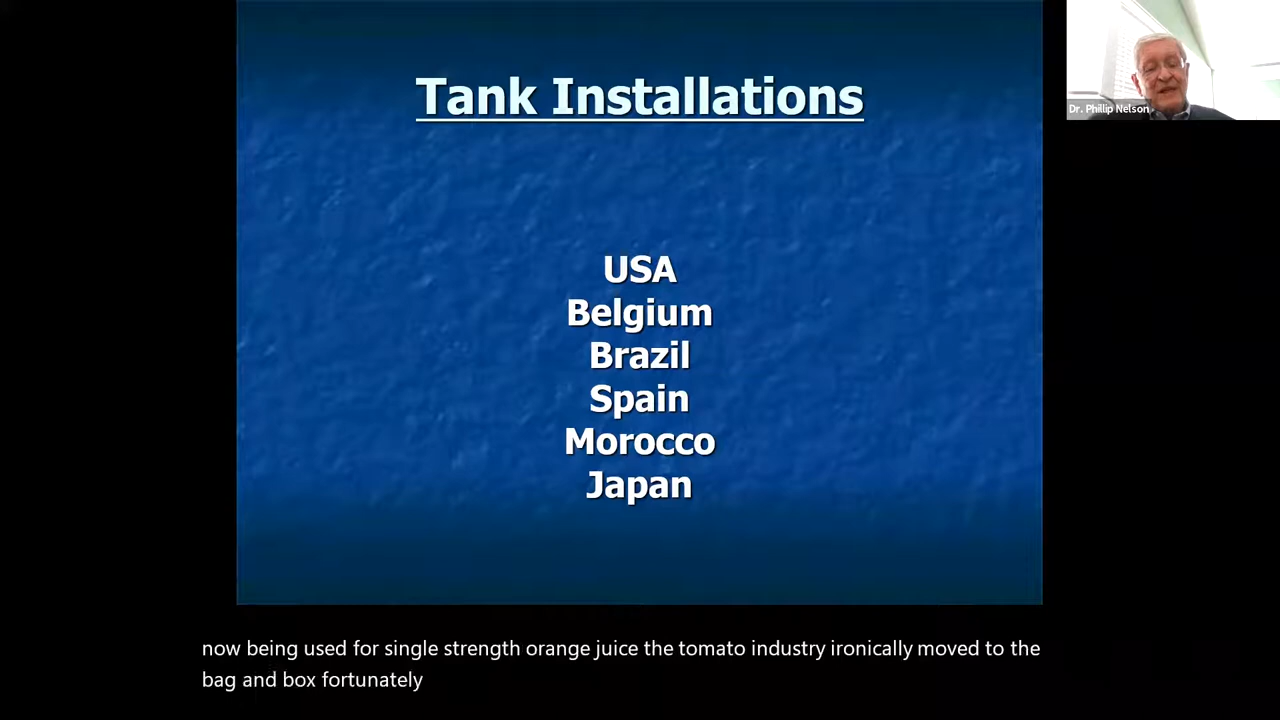 Tank Installations
Dr. Phillip Nelson
USA
Belgium
Brazil
Spain
Morocco
Japan
now being used for single strength orange juice the tomato industry ironically moved to the
bag and box fortunately